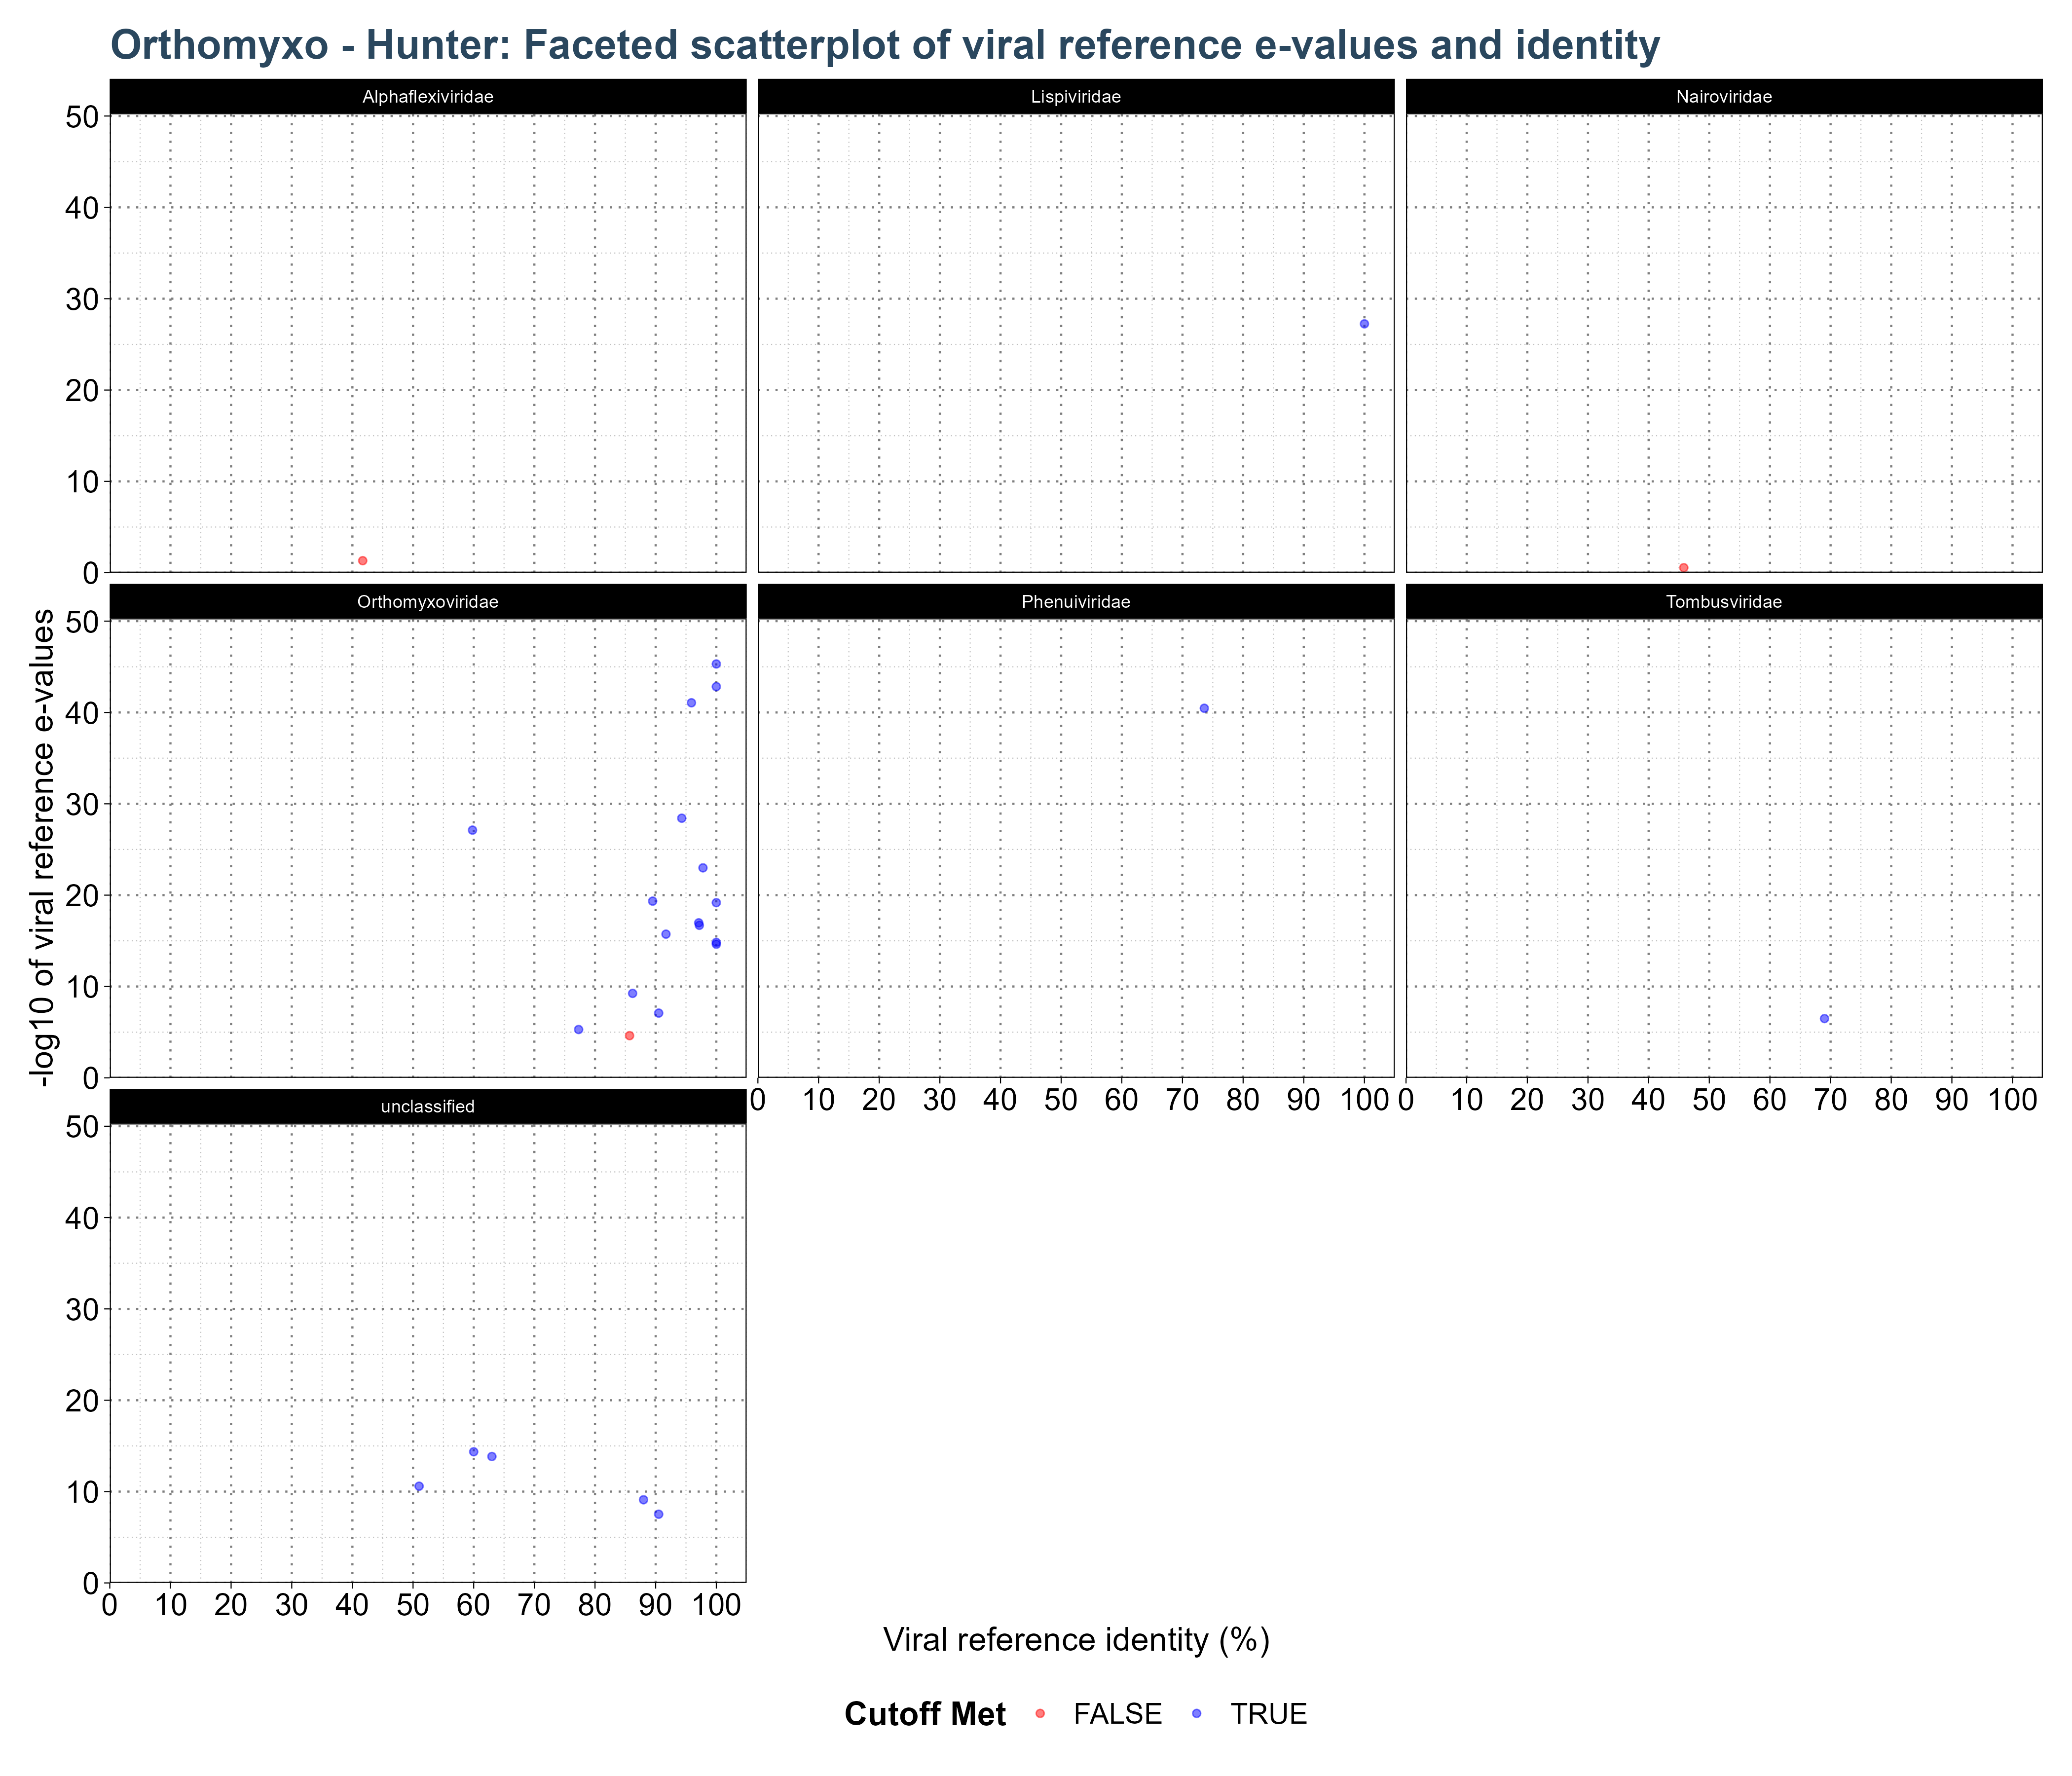 Orthomyxo - Hunter: Faceted scatterplot of viral reference e-values and identity
Alphaflexiviridae
Lispiviridae
Nairoviridae
50
40
30
20
10
0
Orthomyxoviridae
Phenuiviridae
Tombusviridae
50
40
30
20
10
0
0 10 20 30 40 50 60 70 80 90 100
0 10 20 30 40 50 60 70 80 90 100
unclassified
50
40
30
20
10
0
0 10 20 30 40 50 60 70 80 90 100
-log10 of viral reference e-values
Viral reference identity (%)
Cutoff Met FALSE TRUE